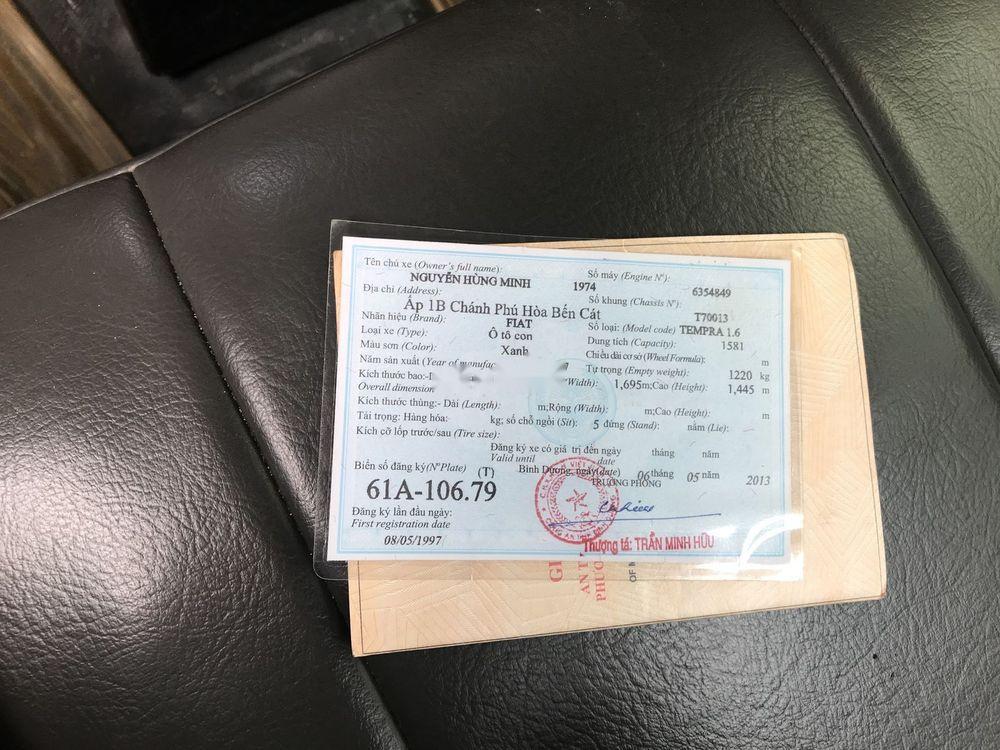 Tên chủ xe (Owner's full name):
NGUYỄN HÙNG MINH 1974
Số máy (Engine N°): 6354849
Địa chỉ (Address):
Ấp 1B Chánh Phú Hòa Bến Cát
Số khung (Chassis N°): T70013
Nhãn hiệu (Brand): FIAT Số loại: (Model code) TEMPRA 1.6
Loại xe (Type): Ô tô con Dung tích (Capacity): 1581
Màu sơn (Color): Xanh Chiều dài cơ sở (Wheel Formula): m
Năm sản xuất (Year of manufac Tự trọng (Empty weight): 1220 kg
Kích thước bao:- Width): 1,695m;Cao (Height): 1,445 m
Overall dimension
Kích thước thùng:- Dài (Length): m;Rộng (Width): m;Cao (Height): m
Tải trọng: Hàng hóa: kg, số chỗ ngồi (Sit): 5 đứng (Stand): nằm (Lie):
Kích cỡ lốp trước/sau (Tire size):
Đăng ký xe có giá trị đến ngày tháng năm
Valid until date
Biển số đăng ký(N°Plate) (T) Bình Dương, ngày(date) 06 tháng 05 năm 2013
TRƯỞNG PHÒNG
61A-106.79
Đăng ký lần đầu ngày:
First registration date
08/05/1997
Thượng tá: TRẦN MINH HỮU